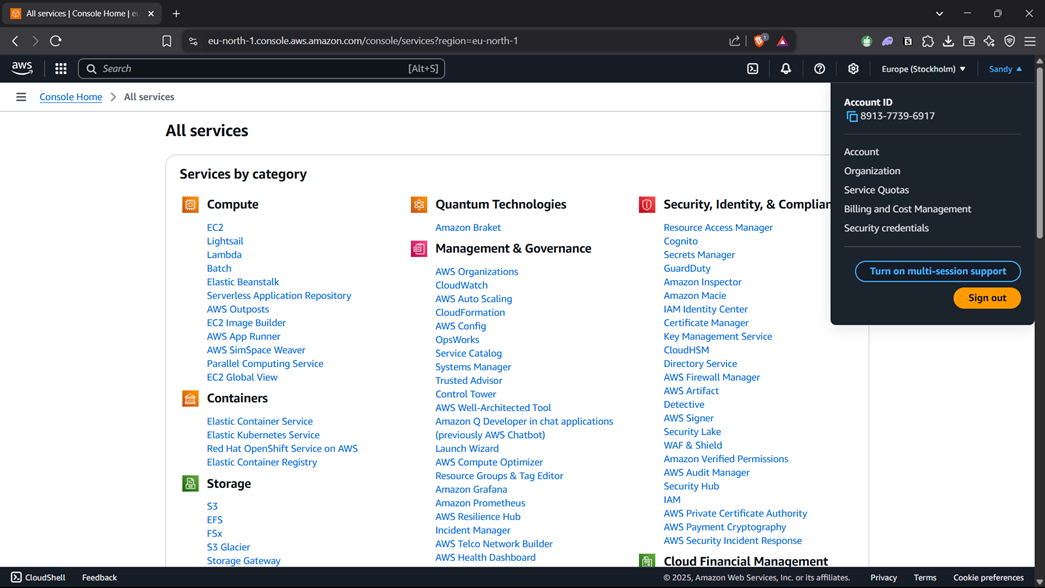 All services | Console Home | e
eu-north-1.console.aws.amazon.com/console/services?region=eu-north-1
1
aws
Search
[Alt+S]
Europe (Stockholm)
Sandy
Console Home
All services
Account ID
8913-7739-6917
Account
Organization
Service Quotas
Billing and Cost Management
Security credentials
Turn on multi-session support
Sign out
All services
Services by category
Compute
EC2
Lightsail
Lambda
Batch
Elastic Beanstalk
Serverless Application Repository
AWS Outposts
EC2 Image Builder
AWS App Runner
AWS SimSpace Weaver
Parallel Computing Service
EC2 Global View
Containers
Elastic Container Service
Elastic Kubernetes Service
Red Hat OpenShift Service on AWS
Elastic Container Registry
Storage
S3
EFS
FSx
S3 Glacier
Storage Gateway
Quantum Technologies
Amazon Braket
Management & Governance
AWS Organizations
CloudWatch
AWS Auto Scaling
CloudFormation
AWS Config
OpsWorks
Service Catalog
Systems Manager
Trusted Advisor
Control Tower
AWS Well-Architected Tool
Amazon Q Developer in chat applications
(previously AWS Chatbot)
Launch Wizard
AWS Compute Optimizer
Resource Groups & Tag Editor
Amazon Grafana
Amazon Prometheus
AWS Resilience Hub
Incident Manager
AWS Telco Network Builder
AWS Health Dashboard
Security, Identity, & Complian
Resource Access Manager
Cognito
Secrets Manager
GuardDuty
Amazon Inspector
Amazon Macie
IAM Identity Center
Certificate Manager
Key Management Service
CloudHSM
Directory Service
AWS Firewall Manager
AWS Artifact
Detective
AWS Signer
Security Lake
WAF & Shield
Amazon Verified Permissions
AWS Audit Manager
Security Hub
IAM
AWS Private Certificate Authority
AWS Payment Cryptography
AWS Security Incident Response
Cloud Financial Management
CloudShell
Feedback
© 2025, Amazon Web Services, Inc. or its affiliates.
Privacy
Terms
Cookie preferences